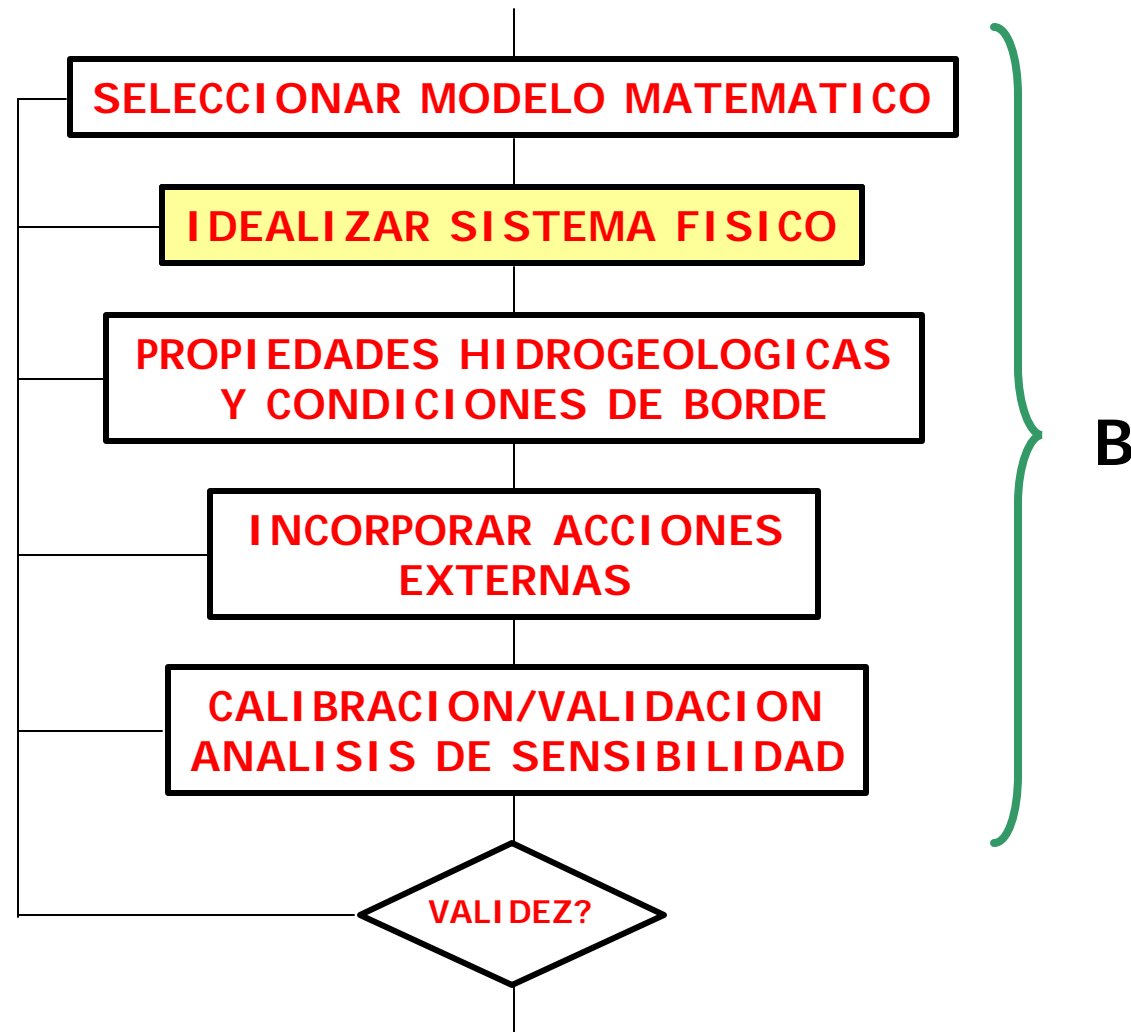 SELECCIONAR MODELO MATEMATICO
IDEALIZAR SISTEMA FISICO
PROPIEDADES HIDROGEOLOGICAS
Y CONDICIONES DE BORDE
B
INCORPORAR ACCIONES
EXTERNAS
CALIBRACION/VALIDACION
ANALISIS DE SENSIBILIDAD
VALIDEZ?